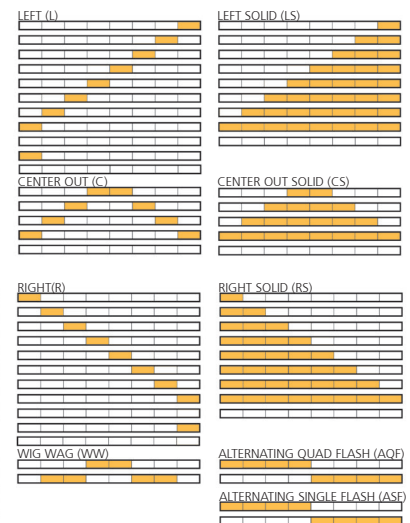 LEFT (L)
LEFT SOLID (LS)
CENTER OUT (C)
CENTER OUT SOLID (CS)
RIGHT(R)
RIGHT SOLID (RS)
WIG WAG (WW)
ALTERNATING QUAD FLASH (AQF)
ALTERNATING SINGLE FLASH (ASF)